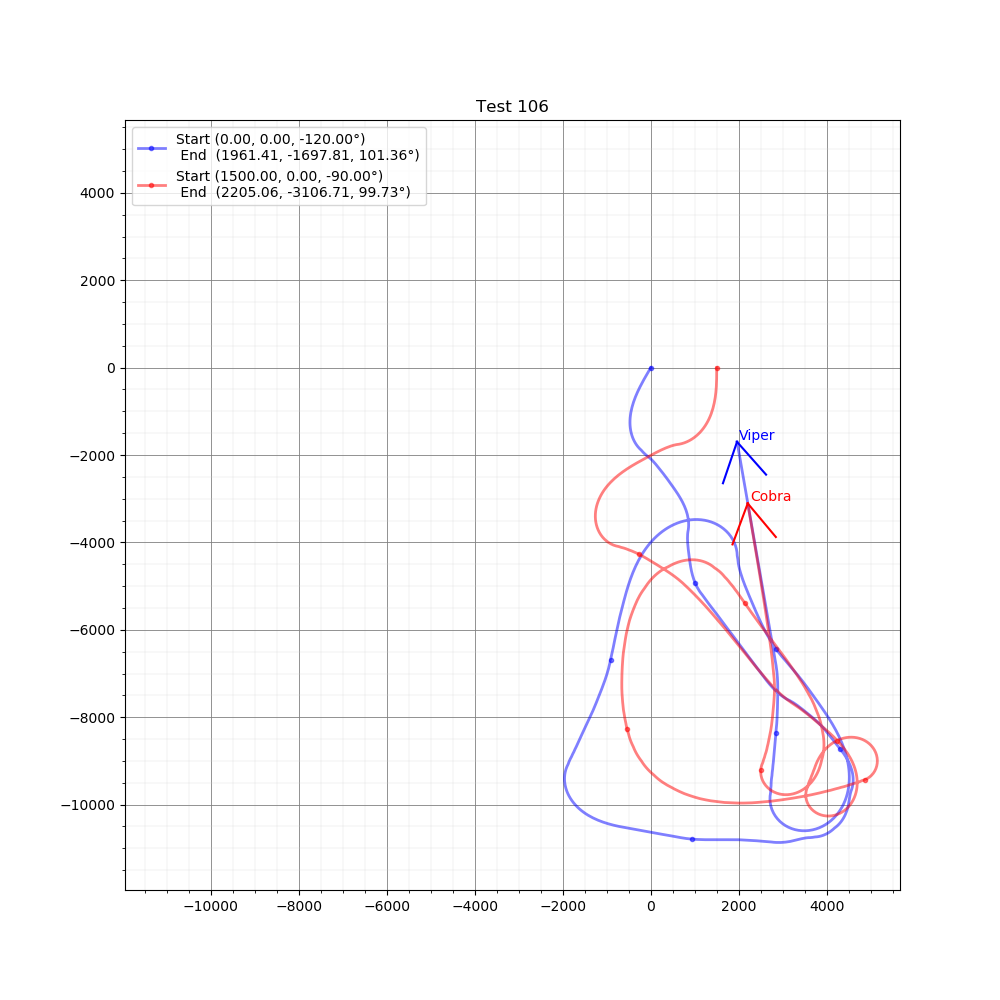 Test 106
Start (0.00, 0.00, -120.00°)
End (1961.41, -1697.81, 101.36°)
Start (1500.00, 0.00, -90.00°)
End (2205.06, -3106.71, 99.73°)
4000
2000
0
−2000
−4000
−6000
−8000
−10000
Viper
Cobra
−10000 −8000 −6000 −4000 −2000 0 2000 4000